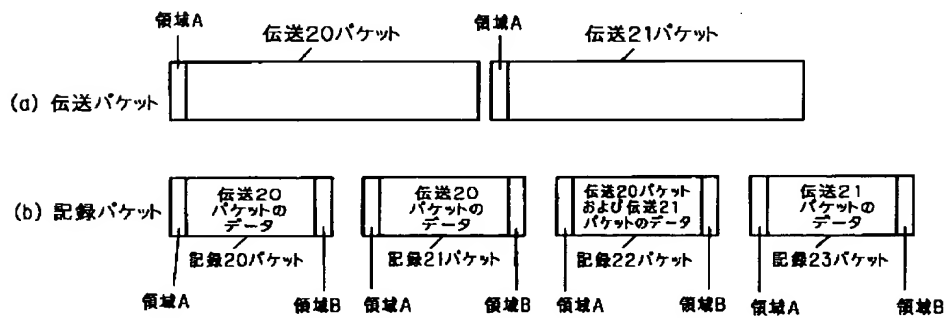 領域A
伝送20パケット
領域A
伝送21パケット
(a) 伝送パケット
(b) 記録パケット
伝送20
パケットの
データ
伝送20
パケットの
データ
伝送20パケット
および伝送21
パケットのデータ
伝送21
パケットの
データ
記録20パケット
記録21パケット
記録22パケット
記録23パケット
領域A
領域B
領域A
領域B
領域A
領域B
領域A
領域B